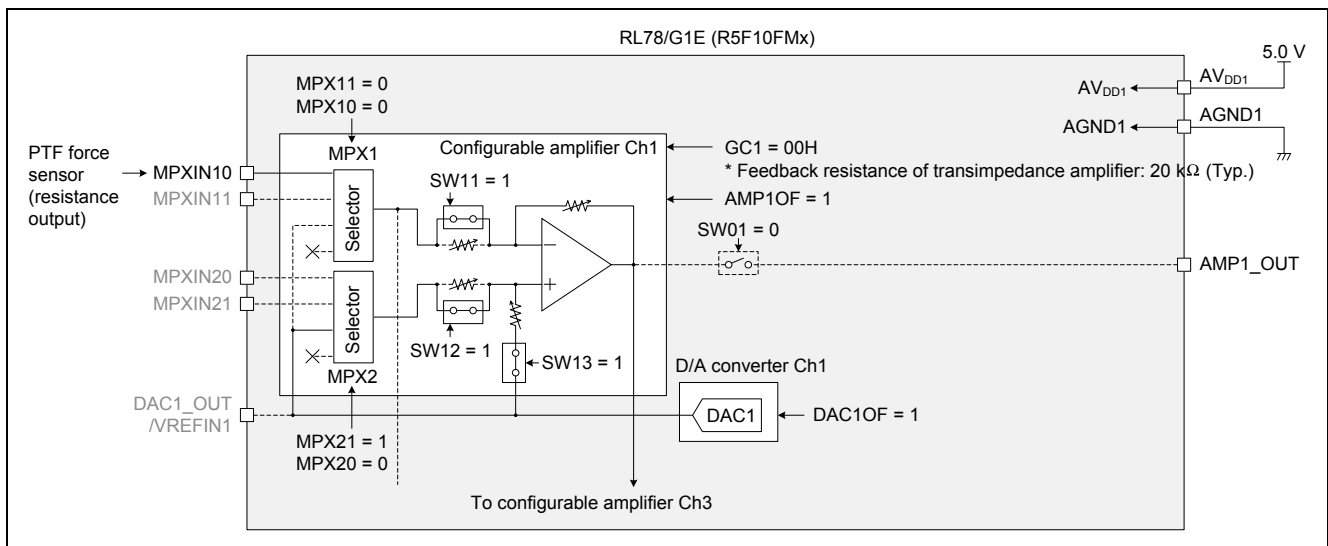 RL78/G1E (R5F10FMx)
5.0 V
MPX11 = 0
MPX10 = 0
AVDD1
AVDD1
AGND1
AGND1
PTF force
sensor
(resistance
output)
MPXIN10
MPXIN11
MPX1
Selector
Configurable amplifier Ch1
SW11 = 1
GC1 = 00H
* Feedback resistance of transimpedance amplifier: 20 kΩ (Typ.)
AMP1OF = 1
SW01 = 0
AMP1_OUT
MPXIN20
MPXIN21
Selector
MPX2
SW12 = 1
SW13 = 1
D/A converter Ch1
DAC1
DAC1OF = 1
DAC1_OUT
/VREFIN1
MPX21 = 1
MPX20 = 0
To configurable amplifier Ch3